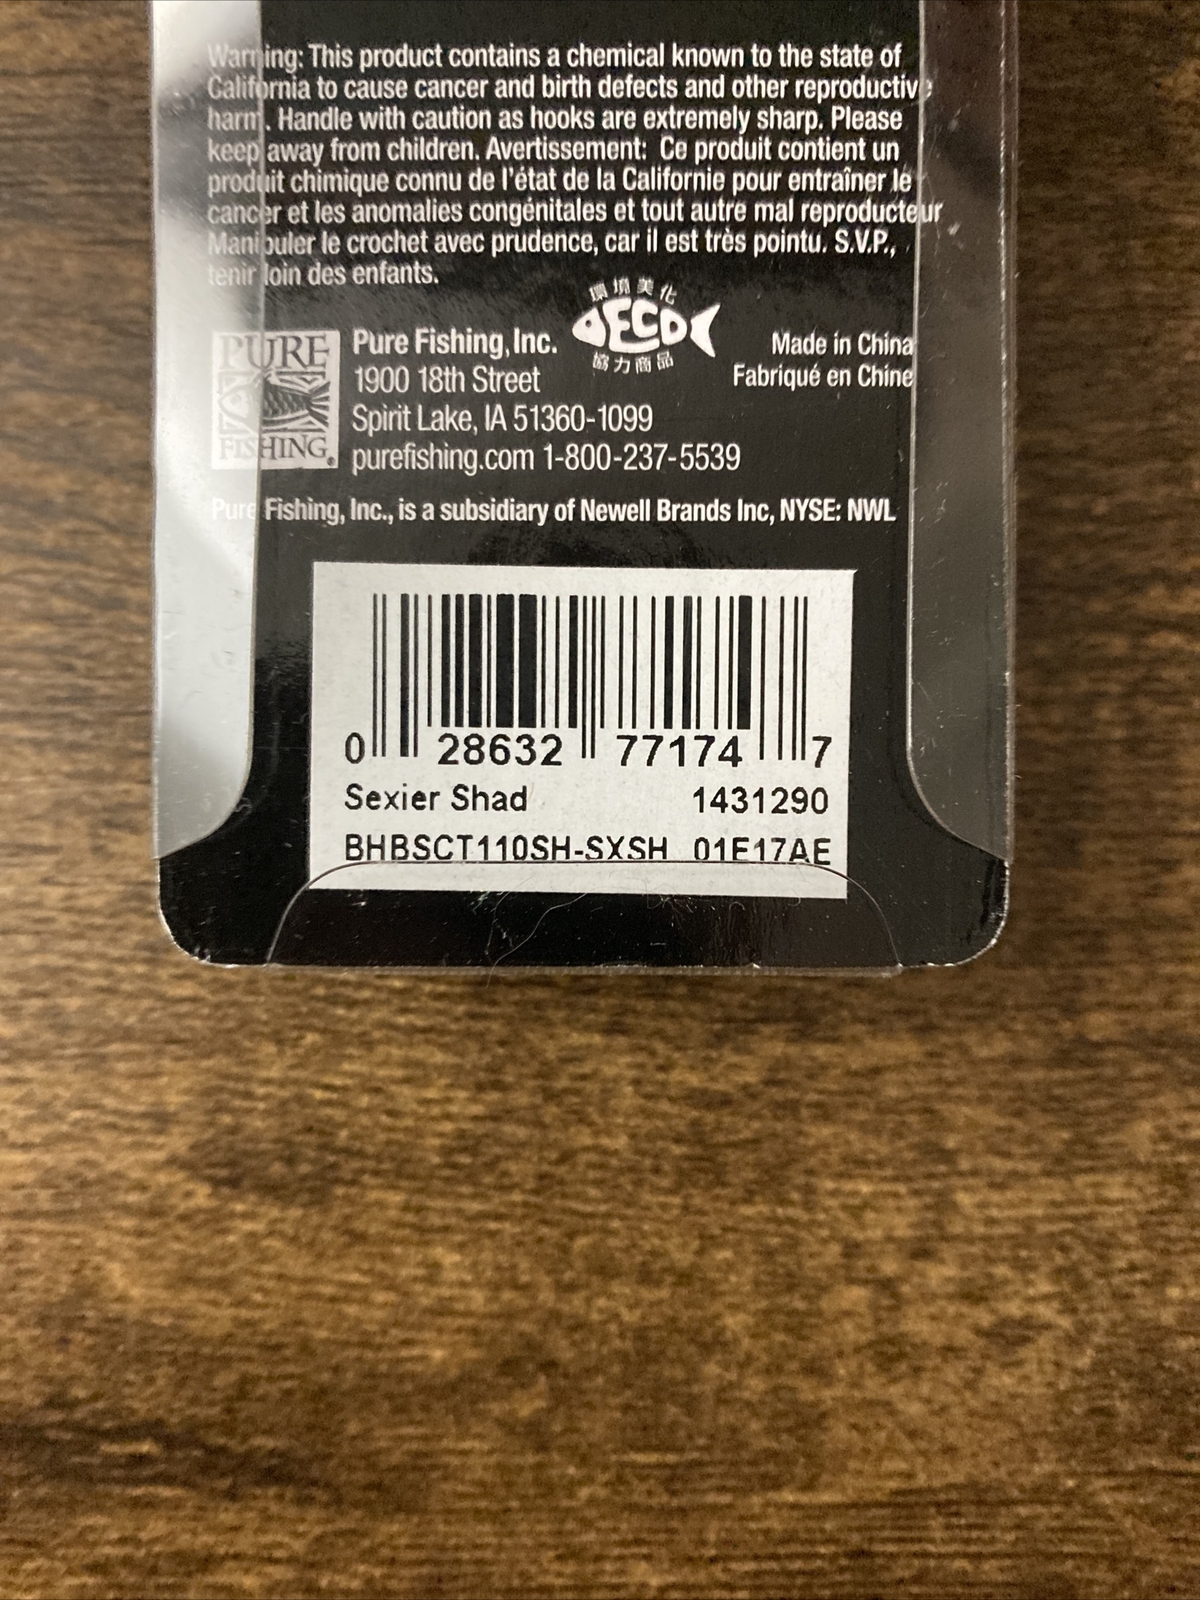 Warning: This product contains a chemical known to the state of
California to cause cancer and birth defects and other reproductive
harm. Handle with caution as hooks are extremely sharp. Please
keep away from children. Avertissement: Ce produit contient un
produit chimique connu de l'état de la Californie pour entraîner le
cancer et les anomalies congénitales et tout autre mal reproducteur
Manipuler le crochet avec prudence, car il est très pointu. S.V.P.,
tenir loin des enfants.
環境美化
DECO
協力商品
PURE
FISHING®
Pure Fishing, Inc.
1900 18th Street
Spirit Lake, IA 51360-1099
purefishing.com 1-800-237-5539
Made in China
Fabriqué en Chine
Pure Fishing, Inc., is a subsidiary of Newell Brands Inc, NYSE: NWL
0 28632 77174 7
Sexier Shad 1431290
BHBSCT110SH-SXSH 01E17AE